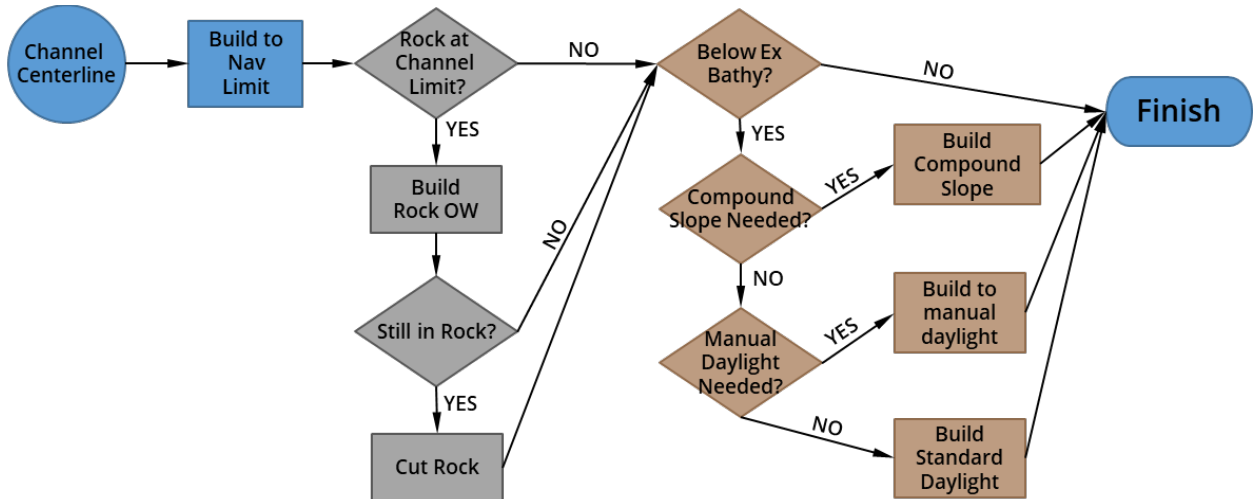 Channel
Centerline
Build to
Nav
Limit
Rock at
Channel
Limit?
NO
YES
Build
Rock OW
Still in Rock?
NO
YES
Cut Rock
Below Ex
Bathy?
NO
YES
Compound
Slope Needed?
YES
Build
Compound
Slope
NO
Manual
Daylight
Needed?
YES
Build to
manual
daylight
NO
Build
Standard
Daylight
Finish